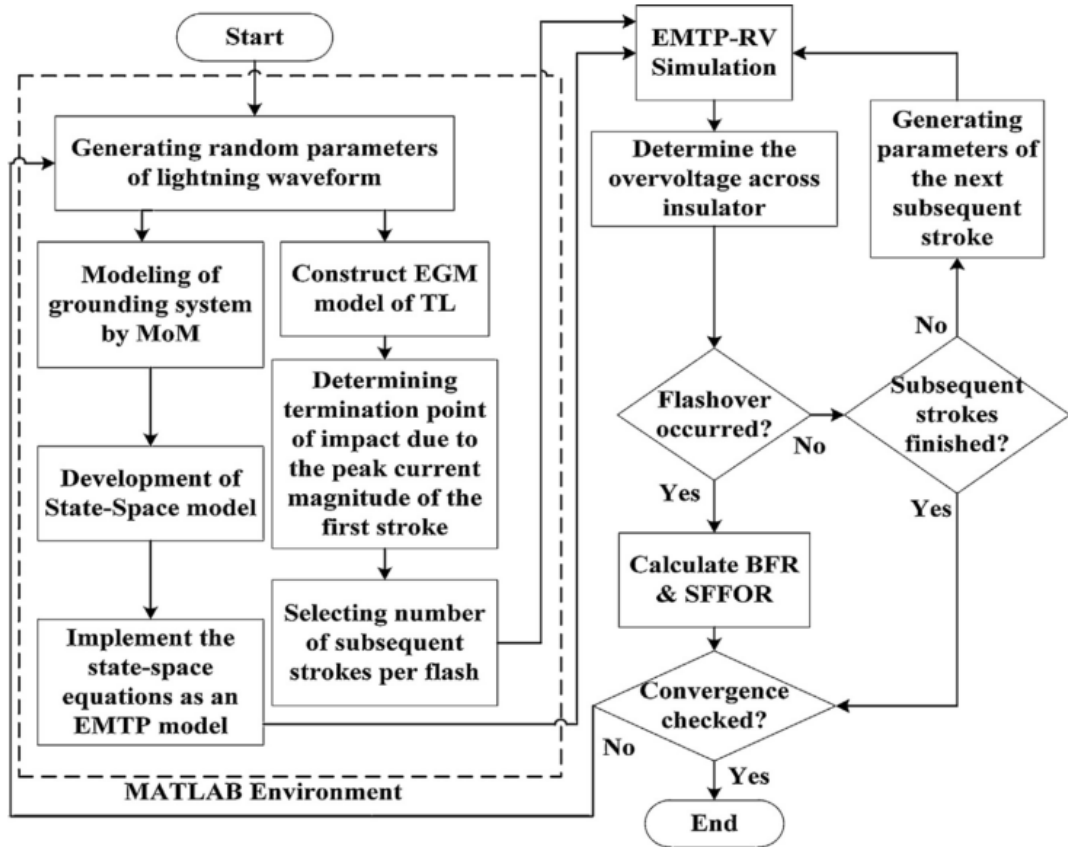 Start
Generating random parameters
of lightning waveform
Modeling of
grounding system
by MoM
Development of
State-Space model
Implement the
state-space
equations as an
EMTP model
Construct EGM
model of TL
Determining
termination point
of impact due to
the peak current
magnitude of the
first stroke
Selecting number
of subsequent
strokes per flash
MATLAB Environment
EMTP-RV
Simulation
Determine the
overvoltage across
insulator
Flashover
occurred?
No
Yes
Calculate BFR
& SFFOR
Convergence
checked?
No
Yes
End
Generating
parameters of
the next
subsequent
stroke
No
Subsequent
strokes
finished?
Yes